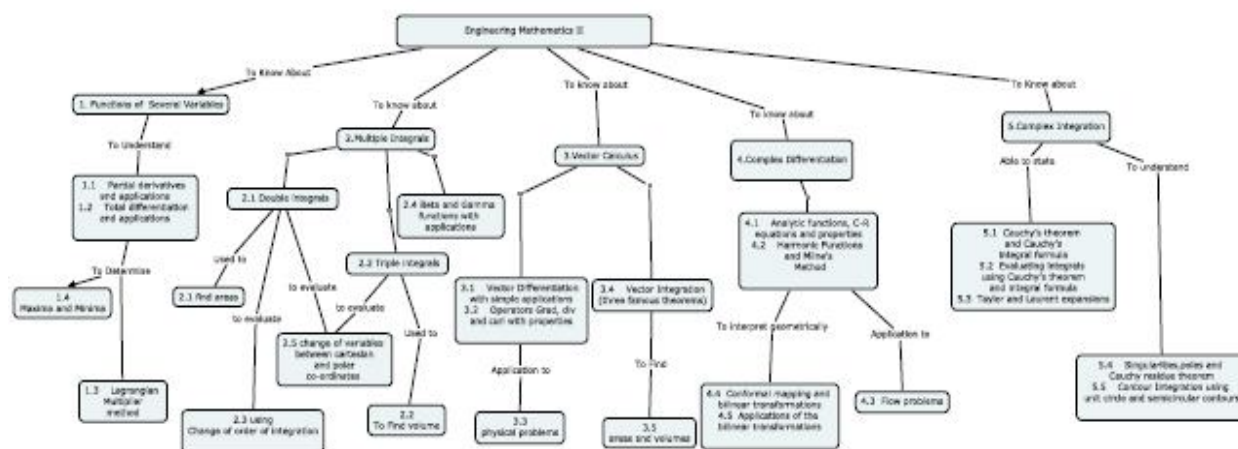 Engineering Mathematics II
To Know About
To know about
To know about
To know about
To Know about
1. Functions of Several Variables
2.Multiple Integrals
3.Vector Calculus
4.Complex Differentiation
5.Complex Integration
To Understand
Able to state
To understand
1.1 Partial derivatives
and applications
1.2 Total differentiation
and applications
2.1 Double Integrals
2.4 Beta and Gamma
functions with
applications
4.1 Analytic functions, C-R
equations and properties
4.2 Harmonic Functions
and Milne's
Method
5.1 Cauchy's theorem
and Cauchy's
Integral formula
5.2 Evaluating Integrals
using Cauchy's theorem
and integral formula
5.3 Taylor and Laurent expansions
To Determise
Used to
to evaluate
2.2 Triple Integrals
1.4
Maxima and Minima
2.1 find areas
to evaluate
to evaluate
3.1 Vector Differentiation
with simple applications
3.2 Operators Grad, div
and curl with properties
3.4 Vector Integration
(three famous theorems)
2.5 change of variables
between cartesian
and poler
co-ordinates
Used to
To interpret geometrically
Application to
Application to
To Find
1.3 Lagrangian
Multiplier
method
2.3 using
Change of order of integration
2.2
To Find volume
3.3
physical problems
3.5
areas and volumes
4.4 Conformal mapping and
bilinear transformations
4.5 Applications of the
bilinear transformations
4.3 Flow problems
5.4 Singularities,poles and
Cauchy residue theorem
5.5 Contour Integration using
unit circle and semicircular contours